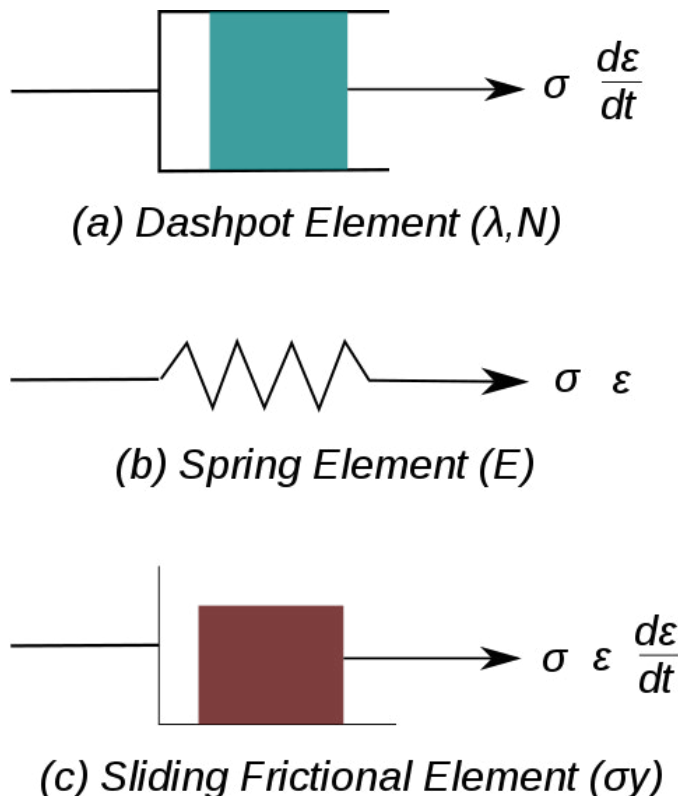 σ dε/dt
(a) Dashpot Element (λ,N)
σ ε
(b) Spring Element (E)
σ ε dε/dt
(c) Sliding Frictional Element (σy)